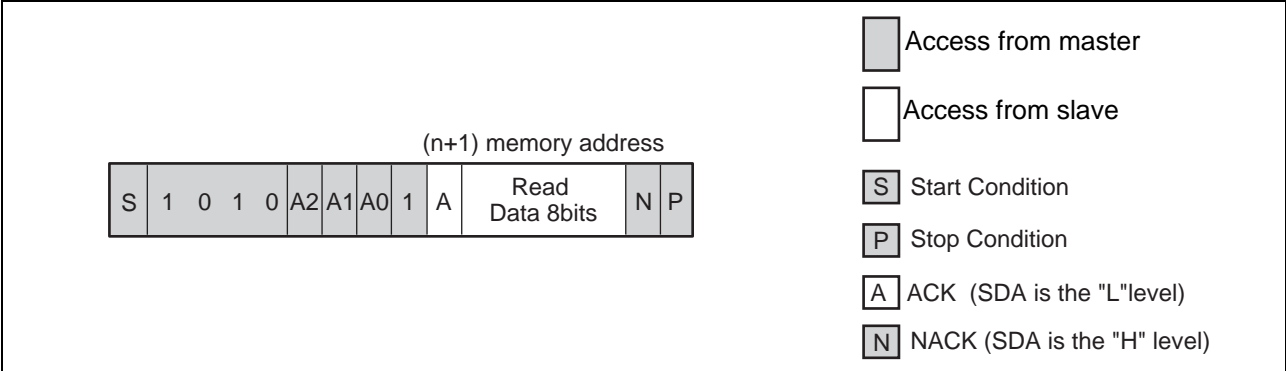 Access from master
Access from slave
(n+1) memory address
S 1 0 1 0 A2 A1 A0 1 A Read Data 8bits N P
S Start Condition
P Stop Condition
A ACK (SDA is the "L"level)
N NACK (SDA is the "H" level)